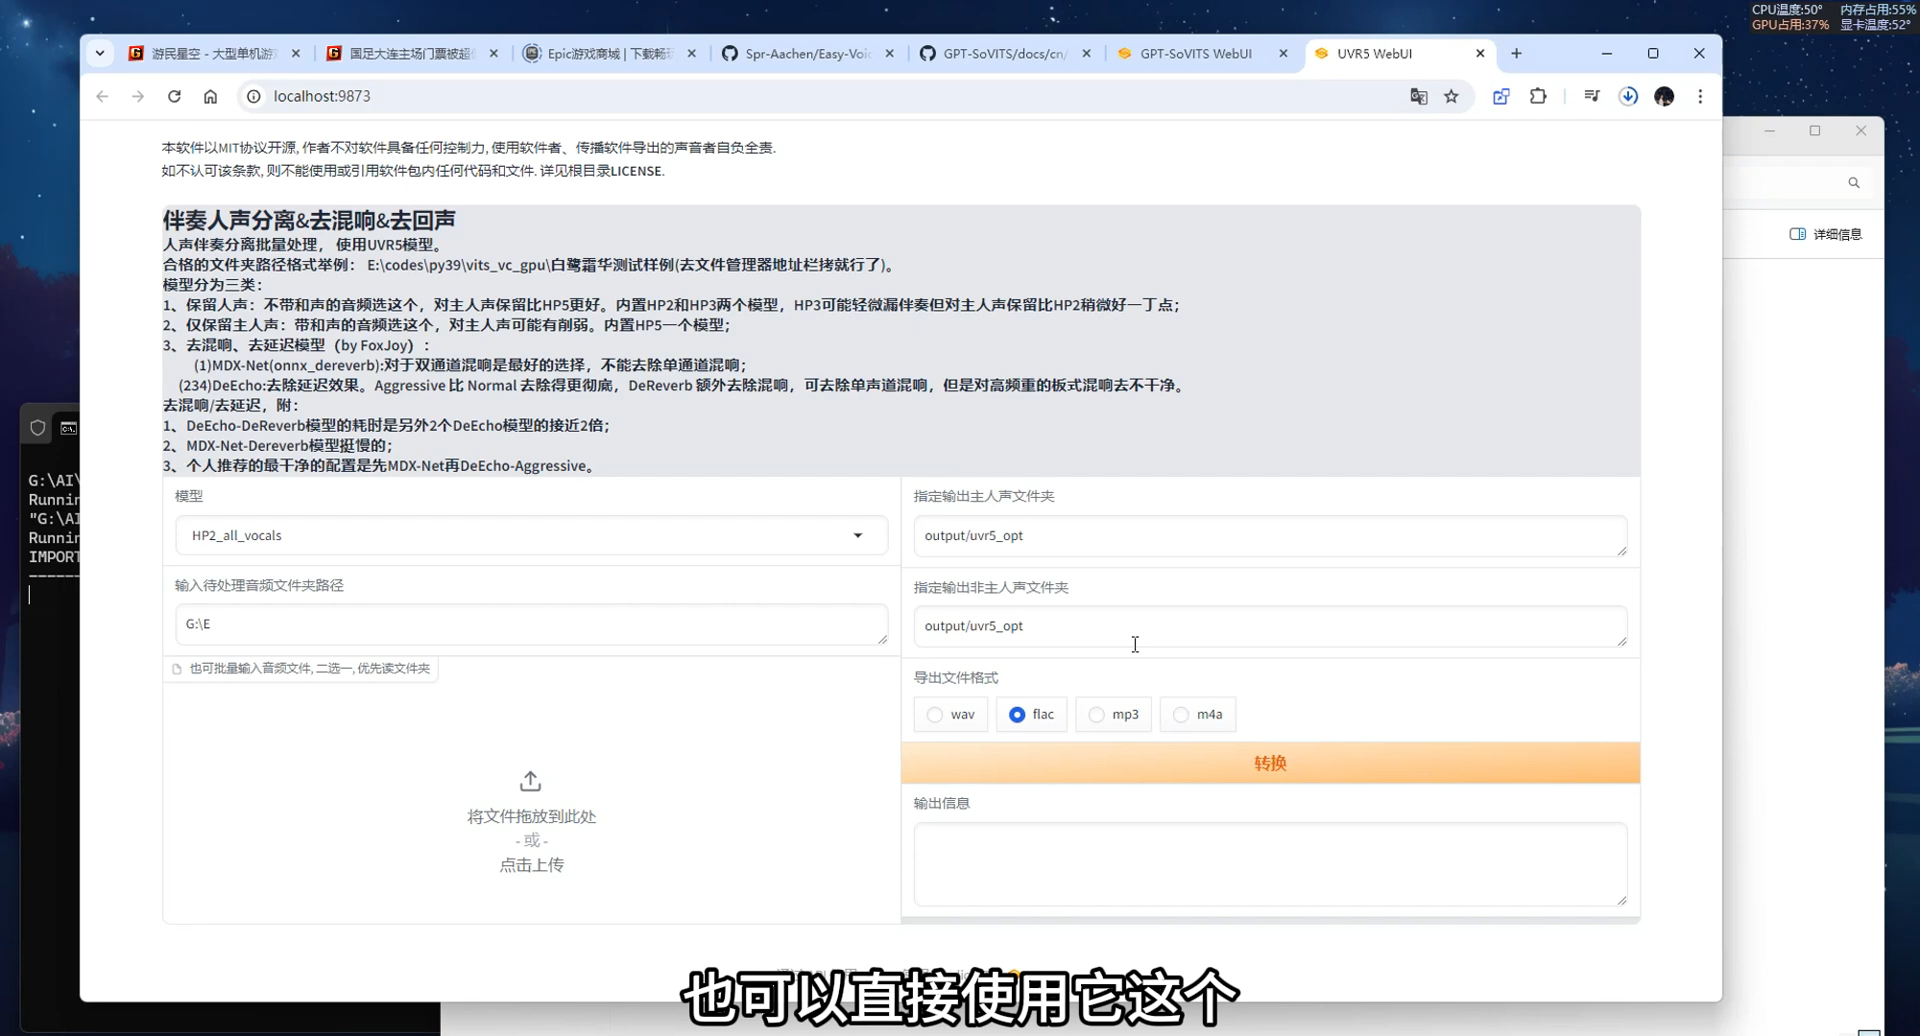 CPU温度:50° 内存占用:55%
GPU占用:37% 显卡温度:52°
游民星空 - 大型单机游
国足大连主场门票被超
Epic游戏商城 | 下载畅
Spr-Aachen/Easy-Voic
GPT-SoVITS/docs/cn/
GPT-SoVITS WebUI
UVR5 WebUI
localhost:9873
本软件以MIT协议开源, 作者不对软件具备任何控制力, 使用软件者、传播软件导出的声音者自负全责.
如不认可该条款, 则不能使用或引用软件包内任何代码和文件. 详见根目录LICENSE.
详细信息
伴奏人声分离&去混响&去回声
人声伴奏分离批量处理， 使用UVR5模型。
合格的文件夹路径格式举例： E:\codes\py39\vits_vc_gpu\白鹭霜华测试样例(去文件管理器地址栏拷就行了)。
模型分为三类：
1、保留人声：不带和声的音频选这个，对主人声保留比HP5更好。内置HP2和HP3两个模型，HP3可能轻微漏伴奏但对主人声保留比HP2稍微好一丁点；
2、仅保留主人声：带和声的音频选这个，对主人声可能有削弱。内置HP5一个模型；
3、去混响、去延迟模型（by FoxJoy）：
(1)MDX-Net(onnx_dereverb):对于双通道混响是最好的选择，不能去除单通道混响；
(234)DeEcho:去除延迟效果。Aggressive 比 Normal 去除得更彻底，DeReverb 额外去除混响，可去除单声道混响，但是对高频重的板式混响去不干净。
去混响/去延迟，附：
1、DeEcho-DeReverb模型的耗时是另外2个DeEcho模型的接近2倍；
2、MDX-Net-Dereverb模型挺慢的；
3、个人推荐的最干净的配置是先MDX-Net再DeEcho-Aggressive。
G:\AI\
Runnin
"G:\AI
Runnin
IMPORT
模型
HP2_all_vocals
输入待处理音频文件夹路径
G:\E
也可批量输入音频文件, 二选一, 优先读文件夹
将文件拖放到此处
- 或 -
点击上传
指定输出主人声文件夹
output/uvr5_opt
指定输出非主人声文件夹
output/uvr5_opt
导出文件格式
wav flac mp3 m4a
转换
输出信息
也可以直接使用它这个